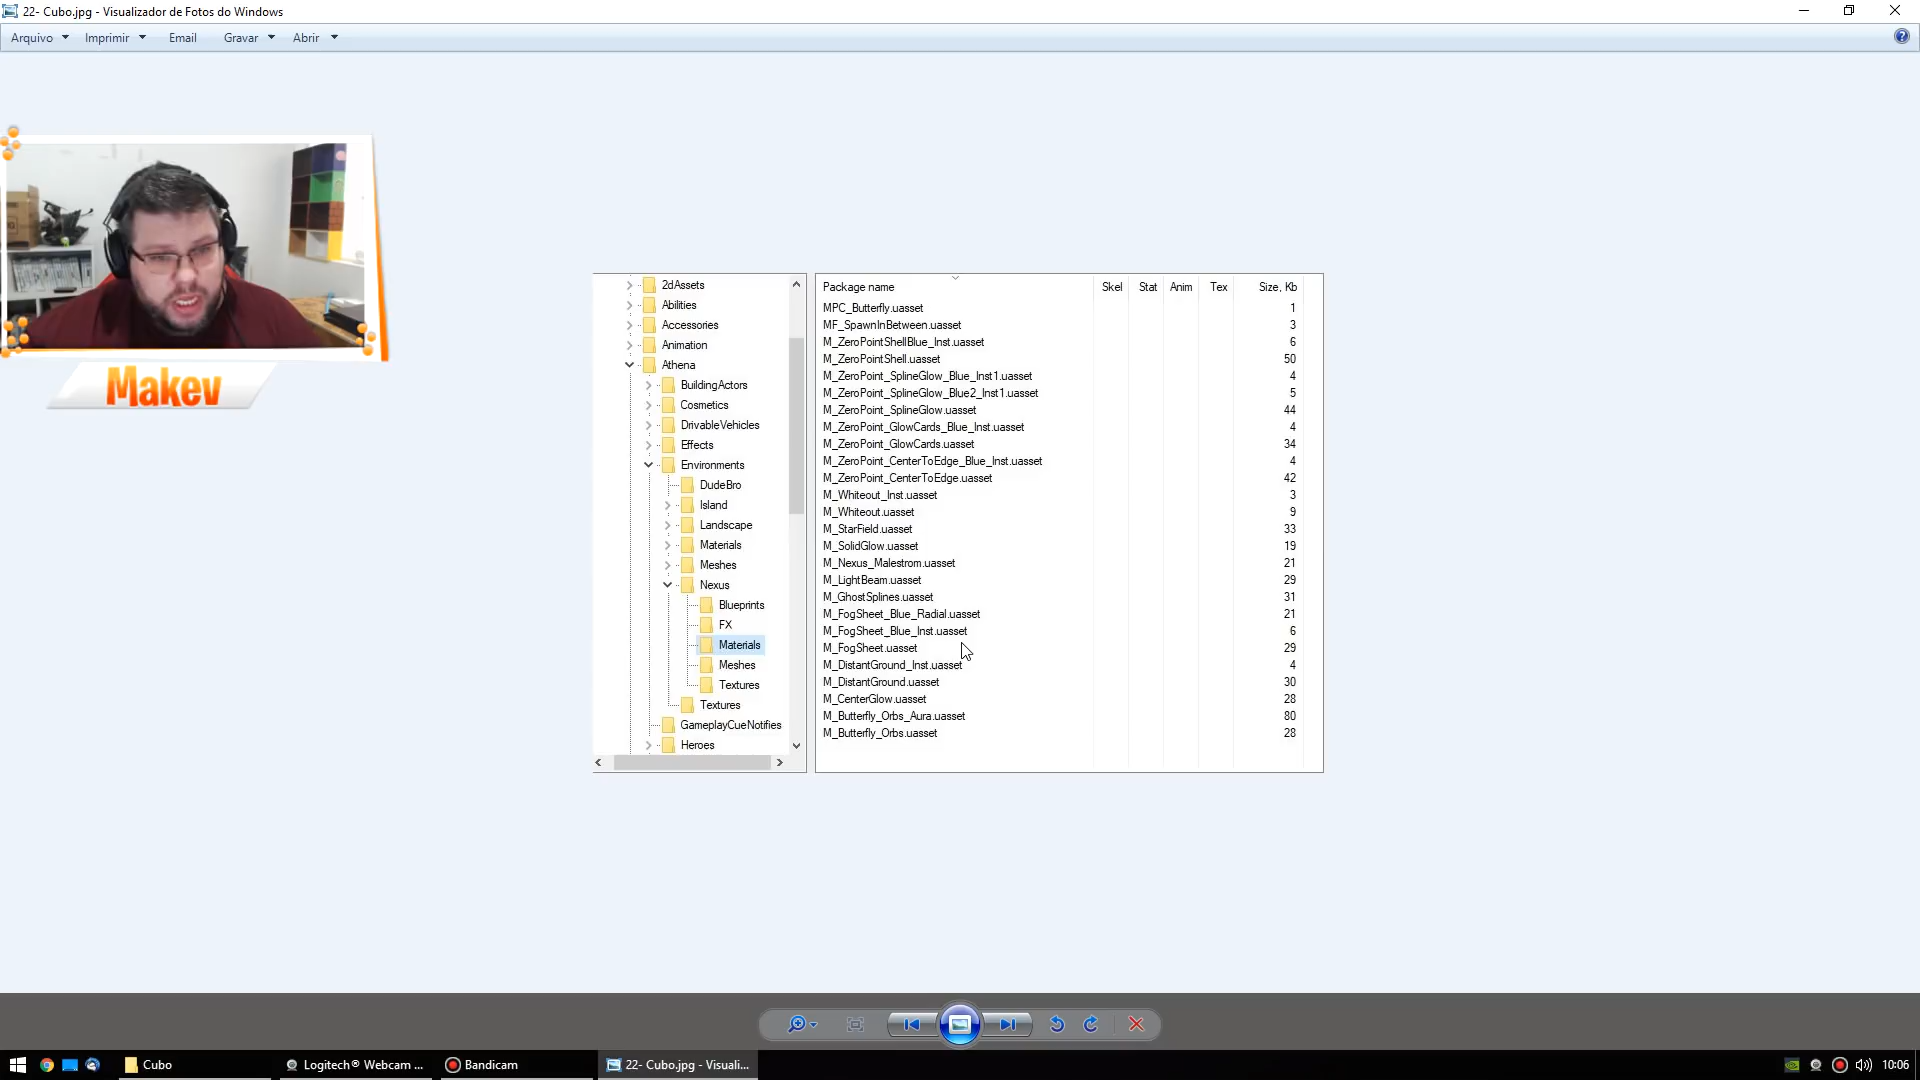 22- Cubo.jpg - Visualizador de Fotos do Windows
Arquivo Imprimir Email Gravar Abrir
Makev
2dAssets
Abilities
Accessories
Animation
Athena
BuildingActors
Cosmetics
DrivableVehicles
Effects
Environments
DudeBro
Island
Landscape
Materials
Meshes
Nexus
Blueprints
FX
Materials
Meshes
Textures
Textures
GameplayCueNotifies
Heroes
Package name Skel Stat Anim Tex Size, Kb
MPC_Butterfly.uasset 1
MF_SpawnInBetween.uasset 3
M_ZeroPointShellBlue_Inst.uasset 6
M_ZeroPointShell.uasset 50
M_ZeroPoint_SplineGlow_Blue_Inst1.uasset 4
M_ZeroPoint_SplineGlow_Blue2_Inst1.uasset 5
M_ZeroPoint_SplineGlow.uasset 44
M_ZeroPoint_GlowCards_Blue_Inst.uasset 4
M_ZeroPoint_GlowCards.uasset 34
M_ZeroPoint_CenterToEdge_Blue_Inst.uasset 4
M_ZeroPoint_CenterToEdge.uasset 42
M_Whiteout_Inst.uasset 3
M_Whiteout.uasset 9
M_StarField.uasset 33
M_SolidGlow.uasset 19
M_Nexus_Malestrom.uasset 21
M_LightBeam.uasset 29
M_GhostSplines.uasset 31
M_FogSheet_Blue_Radial.uasset 21
M_FogSheet_Blue_Inst.uasset 6
M_FogSheet.uasset 29
M_DistantGround_Inst.uasset 4
M_DistantGround.uasset 30
M_CenterGlow.uasset 28
M_Butterfly_Orbs_Aura.uasset 80
M_Butterfly_Orbs.uasset 28
Cubo Logitech® Webcam ... Bandicam 22- Cubo.jpg - Visuali... 10:06